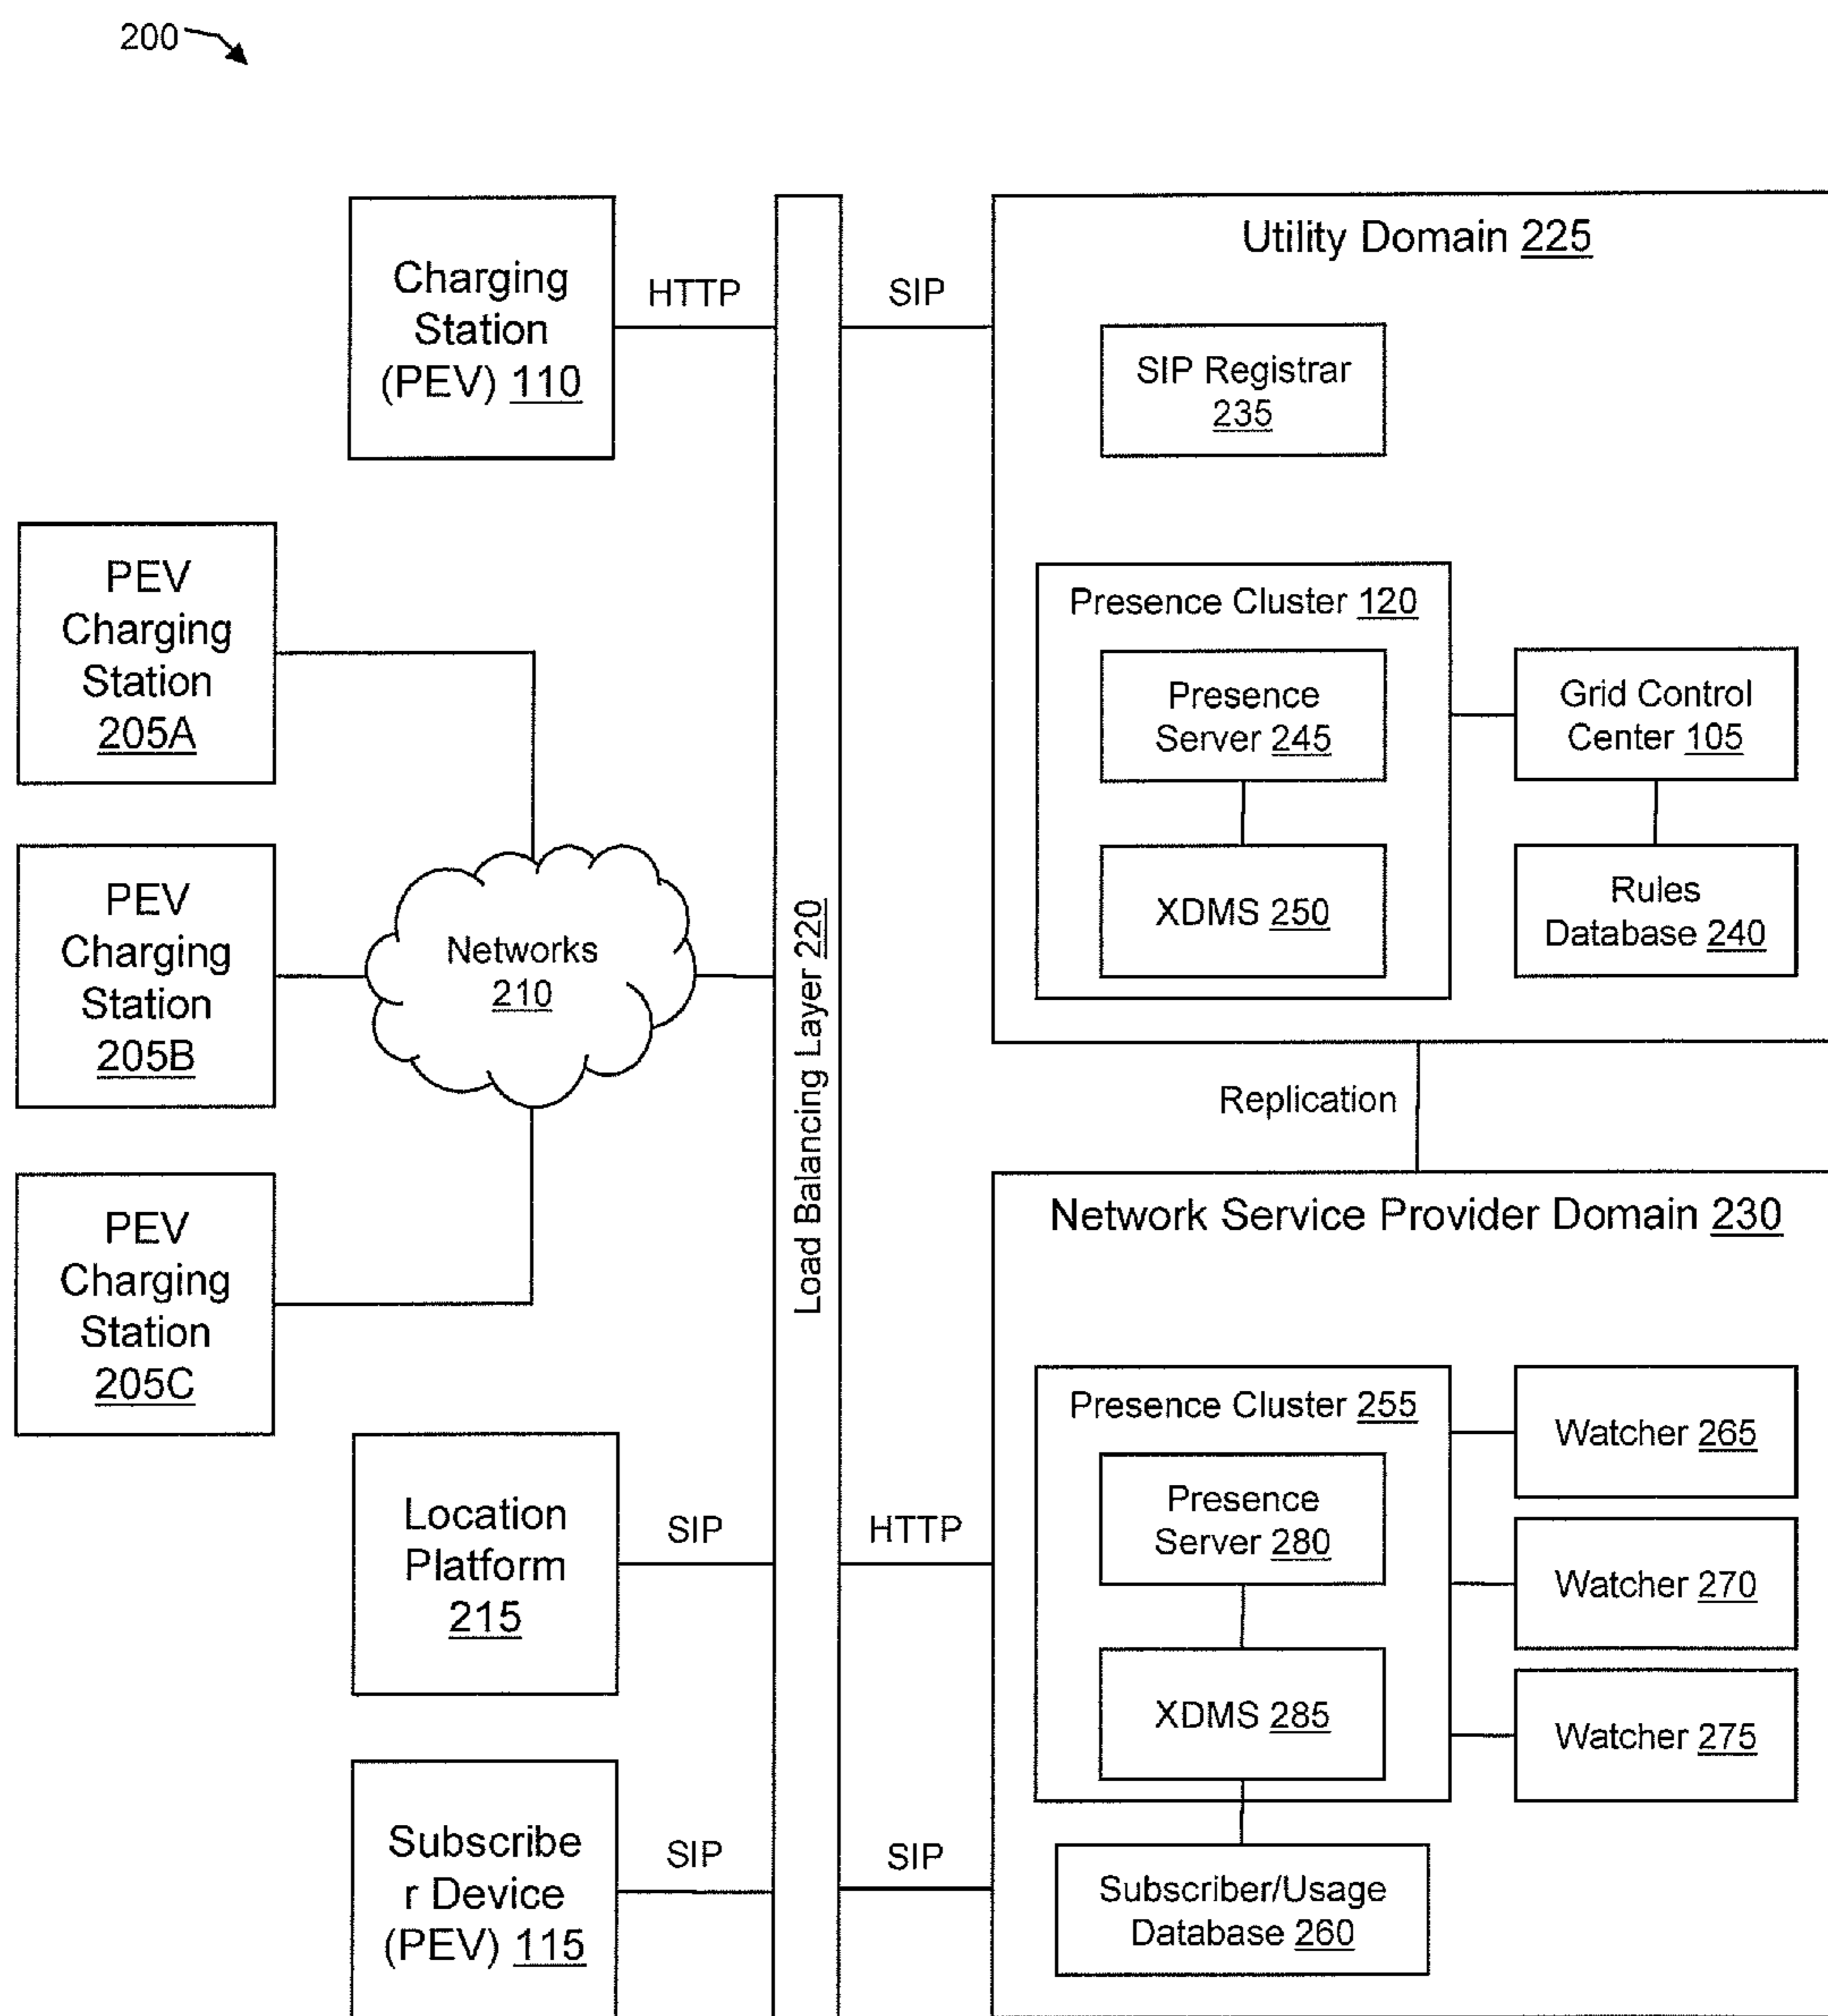 200
Charging
Station
(PEV) 110
HTTP
SIP
Utility Domain 225
SIP Registrar
235
PEV
Charging
Station
205A
Presence Cluster 120
Presence
Server 245
Grid Control
Center 105
XDMS 250
Rules
Database 240
PEV
Charging
Station
205B
Networks
210
Load Balancing Layer 220
Replication
PEV
Charging
Station
205C
Network Service Provider Domain 230
Presence Cluster 255
Watcher 265
Presence
Server 280
Watcher 270
XDMS 285
Watcher 275
Location
Platform
215
SIP
HTTP
Subscribe
r Device
(PEV) 115
SIP
SIP
Subscriber/Usage
Database 260